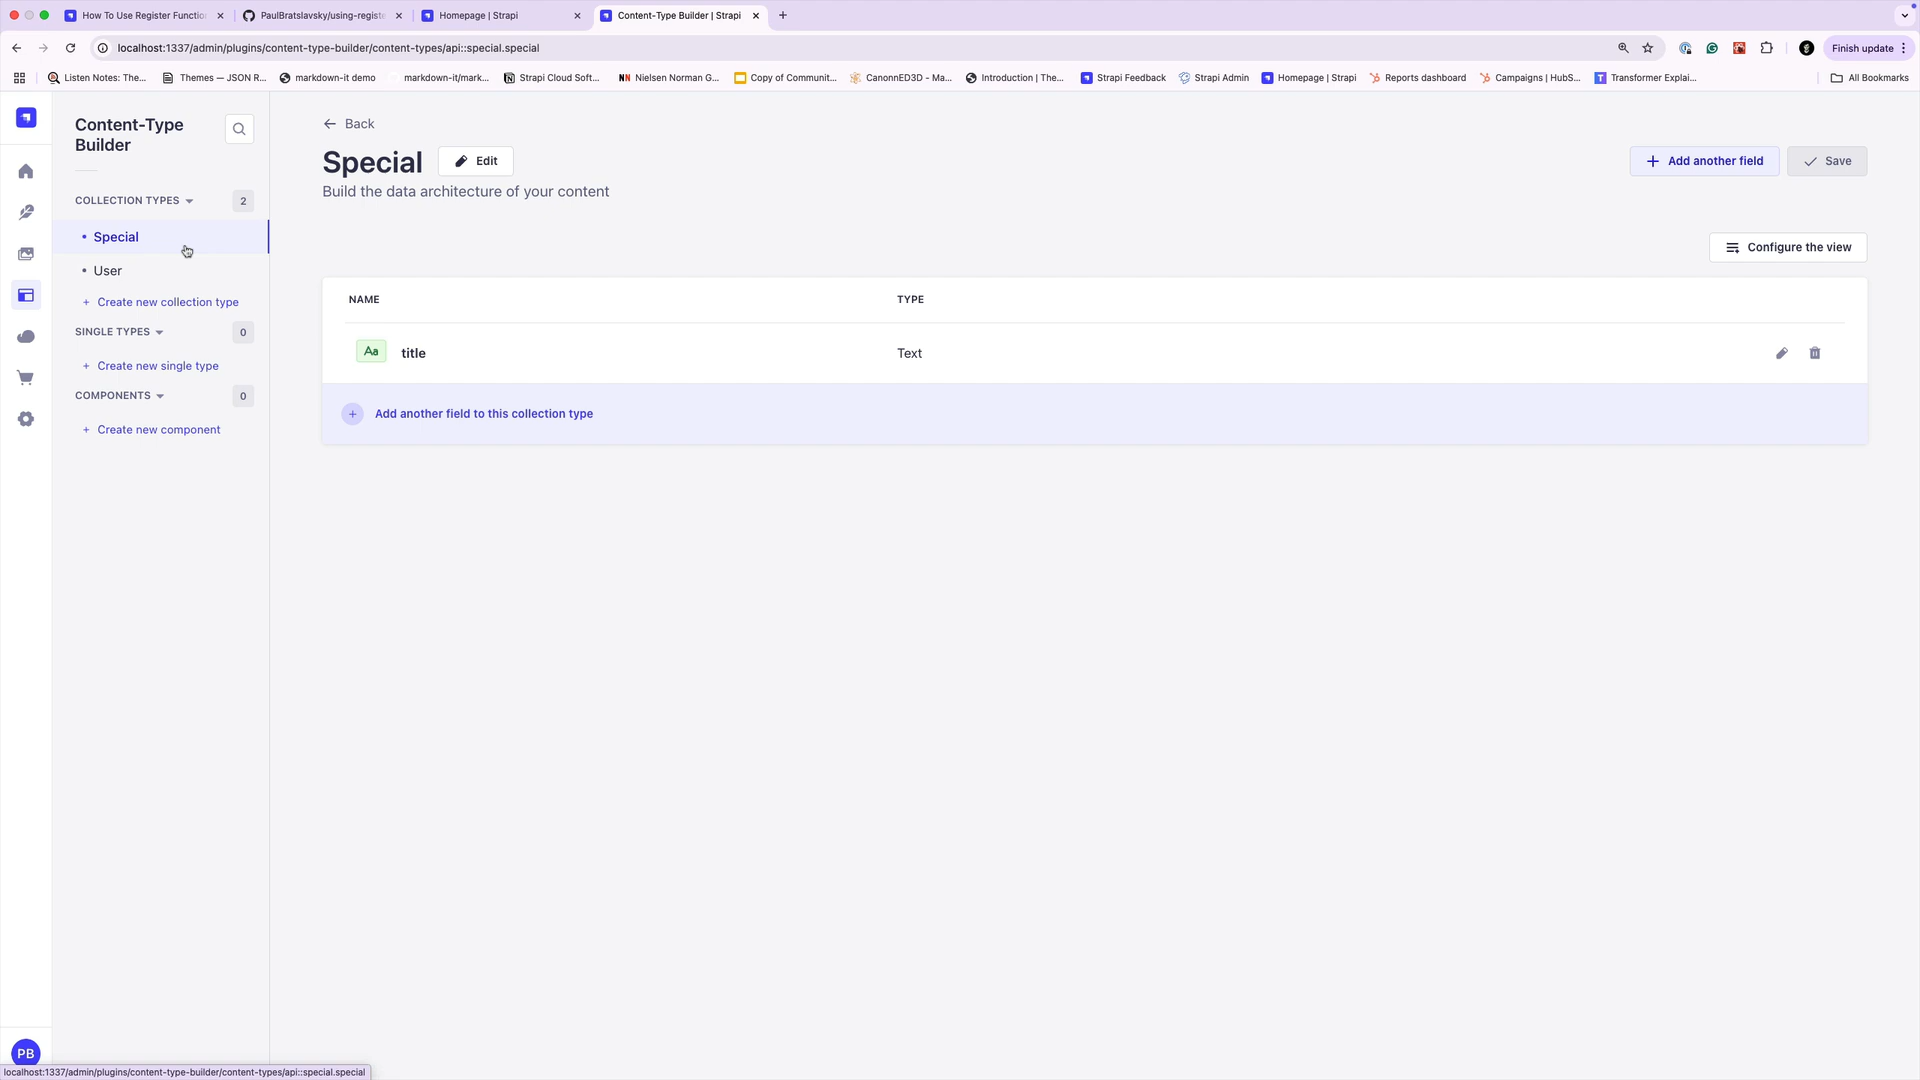 How To Use Register Functio
PaulBratslavsky/using-registe
Homepage | Strapi
Content-Type Builder | Strapi
localhost:1337/admin/plugins/content-type-builder/content-types/api::special.special
Finish update
Listen Notes: The...
Themes — JSON R...
markdown-it demo
markdown-it/mark...
Strapi Cloud Soft...
NN Nielsen Norman G...
Copy of Communit...
CanonnED3D - Ma...
Introduction | The...
Strapi Feedback
Strapi Admin
Homepage | Strapi
Reports dashboard
Campaigns | HubS...
T Transformer Explai...
All Bookmarks
Content-Type
Builder
COLLECTION TYPES 2
Special
User
+ Create new collection type
SINGLE TYPES 0
+ Create new single type
COMPONENTS 0
+ Create new component
Back
Special
Edit
Build the data architecture of your content
Add another field
Save
Configure the view
NAME TYPE
Aa title Text
Add another field to this collection type
PB
localhost:1337/admin/plugins/content-type-builder/content-types/api::special.special